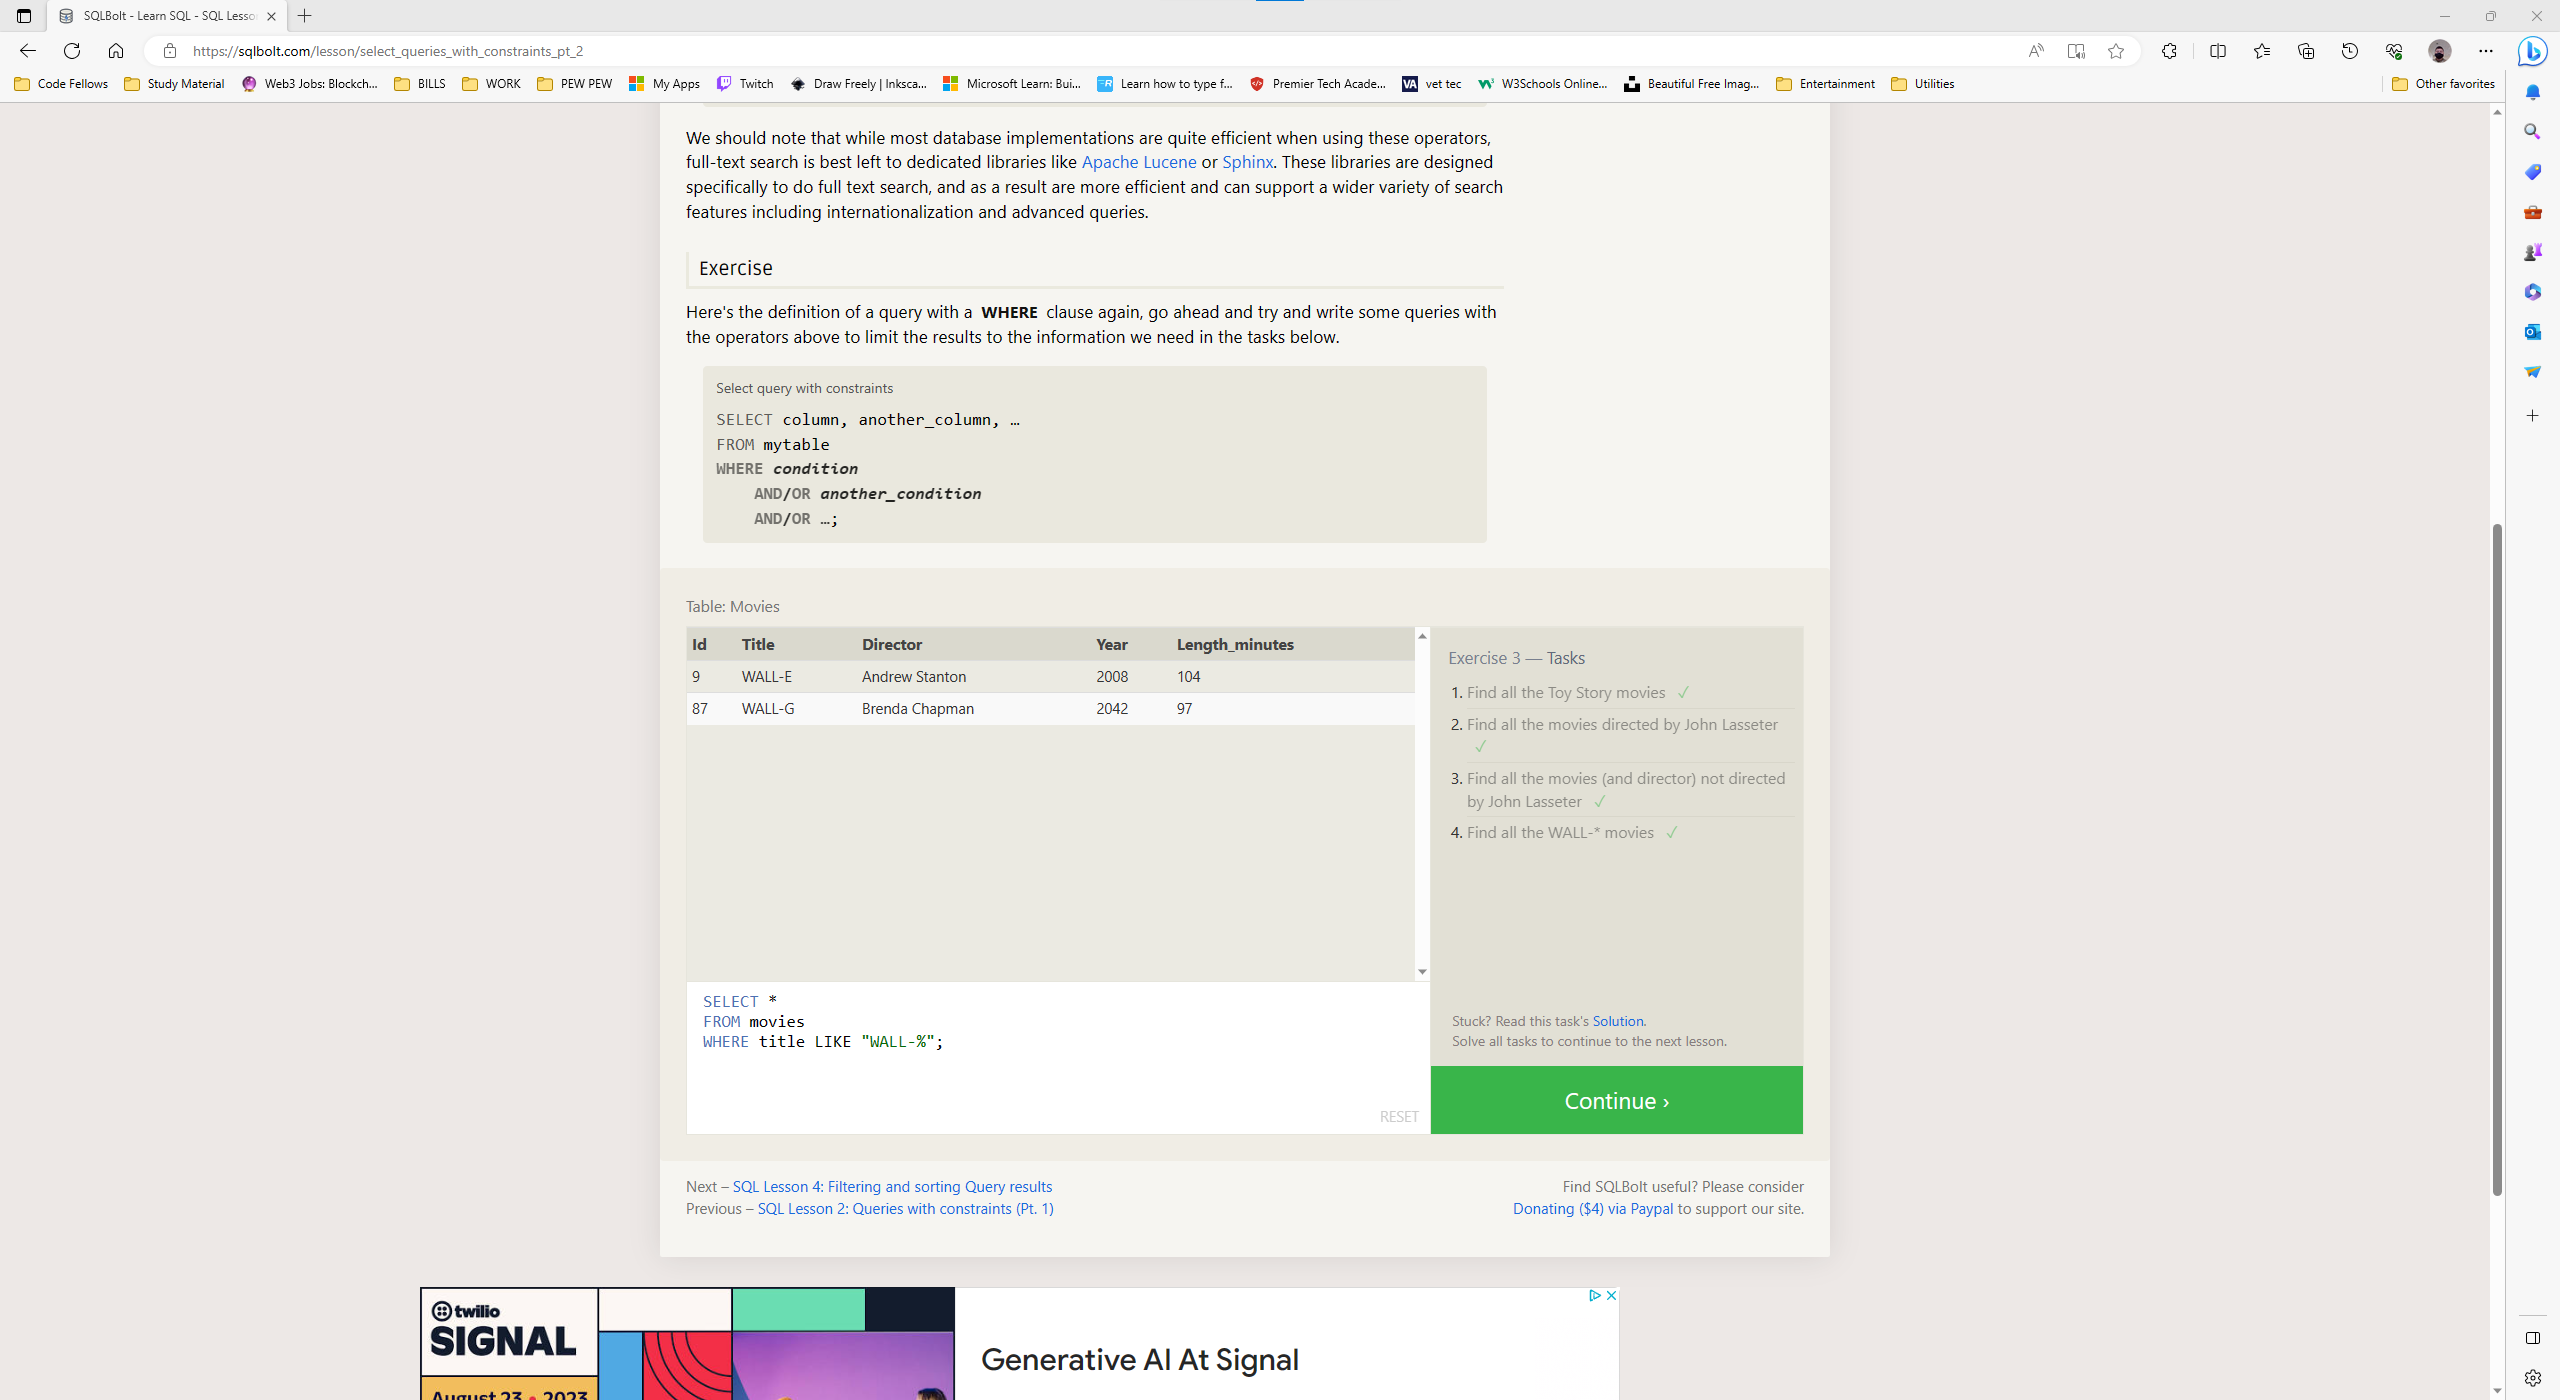 SQLBolt - Learn SQL - SQL Lesso
https://sqlbolt.com/lesson/select_queries_with_constraints_pt_2
Code Fellows
Study Material
Web3 Jobs: Blockch...
BILLS
WORK
PEW PEW
My Apps
Twitch
Draw Freely | Inksca...
Microsoft Learn: Bui...
Learn how to type f...
Premier Tech Acade...
VA vet tec
W3Schools Online...
Beautiful Free Imag...
Entertainment
Utilities
Other favorites
We should note that while most database implementations are quite efficient when using these operators,
full-text search is best left to dedicated libraries like Apache Lucene or Sphinx. These libraries are designed
specifically to do full text search, and as a result are more efficient and can support a wider variety of search
features including internationalization and advanced queries.
Exercise
Here's the definition of a query with a WHERE clause again, go ahead and try and write some queries with
the operators above to limit the results to the information we need in the tasks below.
Select query with constraints
SELECT column, another_column, …
FROM mytable
WHERE condition
AND/OR another_condition
AND/OR …;
Table: Movies
Id Title Director Year Length_minutes
9 WALL-E Andrew Stanton 2008 104
87 WALL-G Brenda Chapman 2042 97
SELECT *
FROM movies
WHERE title LIKE "WALL-%";
RESET
Exercise 3 — Tasks
1. Find all the Toy Story movies ✓
2. Find all the movies directed by John Lasseter
✓
3. Find all the movies (and director) not directed
by John Lasseter ✓
4. Find all the WALL-* movies ✓
Stuck? Read this task's Solution.
Solve all tasks to continue to the next lesson.
Continue ›
Next – SQL Lesson 4: Filtering and sorting Query results
Previous – SQL Lesson 2: Queries with constraints (Pt. 1)
Find SQLBolt useful? Please consider
Donating ($4) via Paypal to support our site.
twilio
SIGNAL
August 23 • 2023
Generative AI At Signal